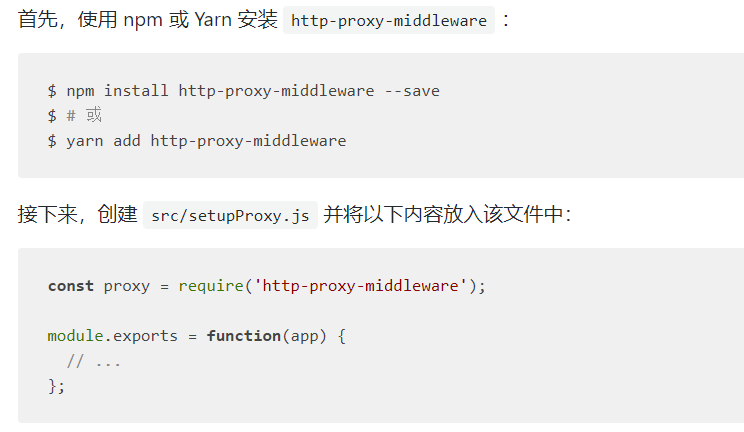 首先，使用 npm 或 Yarn 安装 http-proxy-middleware ：
$ npm install http-proxy-middleware --save
$ # 或
$ yarn add http-proxy-middleware
接下来，创建 src/setupProxy.js 并将以下内容放入该文件中：
const proxy = require('http-proxy-middleware');
module.exports = function(app) {
  // ...
};